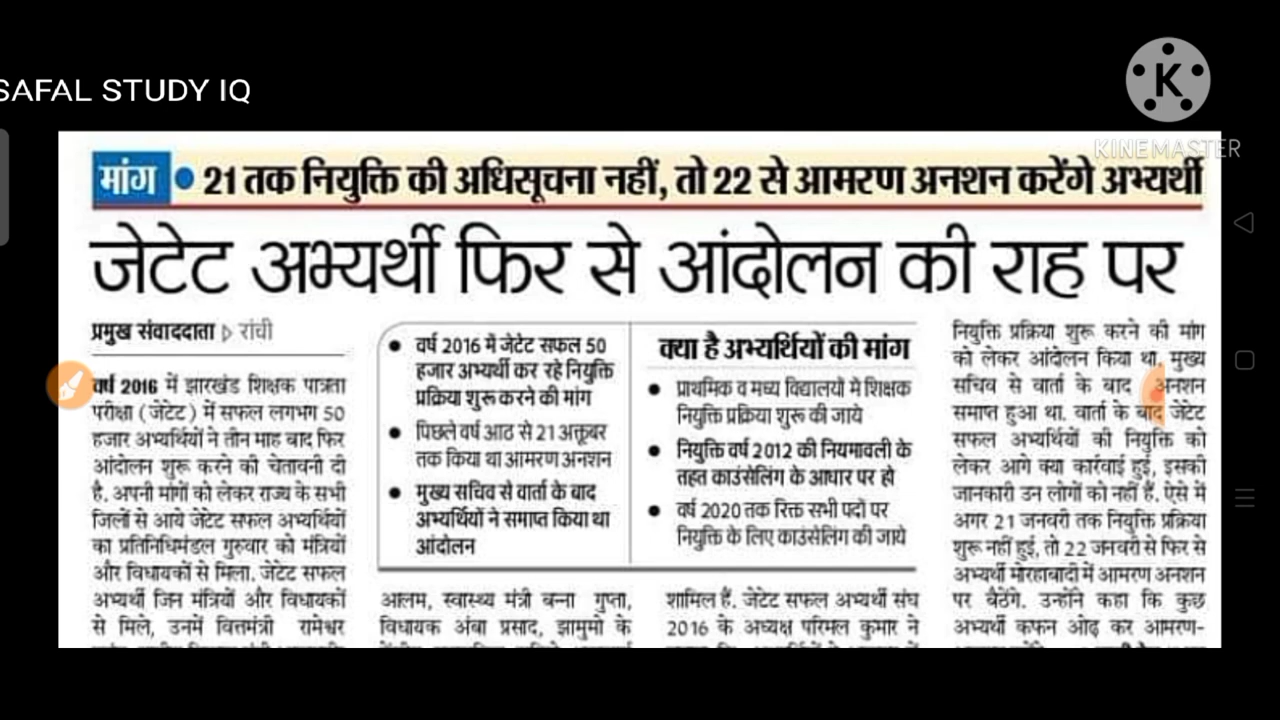 SAFAL STUDY IQ
K
KINEMASTER
मांग • 21 तक नियुक्ति की अधिसूचना नहीं, तो 22 से आमरण अनशन करेंगे अभ्यर्थी
जेटेट अभ्यर्थी फिर से आंदोलन की राह पर
प्रमुख संवाददाता ▷ रांची
वर्ष 2016 में झारखंड शिक्षक पात्रता
परीक्षा (जेटेट) में सफल लगभग 50
हजार अभ्यर्थियों ने तीन माह बाद फिर
आंदोलन शुरू करने की चेतावनी दी
है. अपनी मांगों को लेकर राज्य के सभी
जिलों से आये जेटेट सफल अभ्यर्थियों
का प्रतिनिधिमंडल गुरुवार को मंत्रियों
और विधायकों से मिला. जेटेट सफल
अभ्यर्थी जिन मंत्रियों और विधायकों
से मिले, उनमें वित्तमंत्री रामेश्वर
• वर्ष 2016 में जेटेट सफल 50
हजार अभ्यर्थी कर रहे नियुक्ति
प्रक्रिया शुरू करने की मांग
• पिछले वर्ष आठ से 21 अक्तूबर
तक किया था आमरण अनशन
• मुख्य सचिव से वार्ता के बाद
अभ्यर्थियों ने समाप्त किया था
आंदोलन
क्या है अभ्यर्थियों की मांग
• प्राथमिक व मध्य विद्यालयों में शिक्षक
नियुक्ति प्रक्रिया शुरू की जाये
• नियुक्ति वर्ष 2012 की नियमावली के
तहत काउंसेलिंग के आधार पर हो
• वर्ष 2020 तक रिक्त सभी पदों पर
नियुक्ति के लिए काउंसेलिंग की जाये
आलम, स्वास्थ्य मंत्री बन्ना गुप्ता,
विधायक अंबा प्रसाद, झामुमो के
शामिल हैं. जेटेट सफल अभ्यर्थी संघ
2016 के अध्यक्ष परिमल कुमार ने
नियुक्ति प्रक्रिया शुरू करने की मांग
को लेकर आंदोलन किया था. मुख्य
सचिव से वार्ता के बाद अनशन
समाप्त हुआ था. वार्ता के बाद जेटेट
सफल अभ्यर्थियों की नियुक्ति को
लेकर आगे क्या कार्रवाई हुई, इसकी
जानकारी उन लोगों को नहीं हैं. ऐसे में
अगर 21 जनवरी तक नियुक्ति प्रक्रिया
शुरू नहीं हुई, तो 22 जनवरी से फिर से
अभ्यर्थी मोरहाबादी में आमरण अनशन
पर बैठेंगे. उन्होंने कहा कि कुछ
अभ्यर्थी कफन ओढ़ कर आमरण-